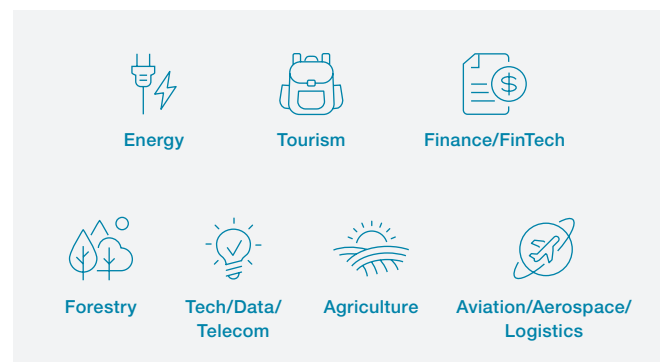 $
Energy
Tourism
Finance/FinTech
Forestry
Tech/Data/
Telecom
Agriculture
Aviation/Aerospace/
Logistics